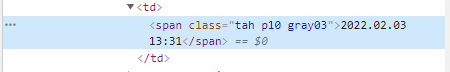 ▼<td>
··· <span class="tah p10 gray03">2022.02.03
13:31</span> == $0
</td>